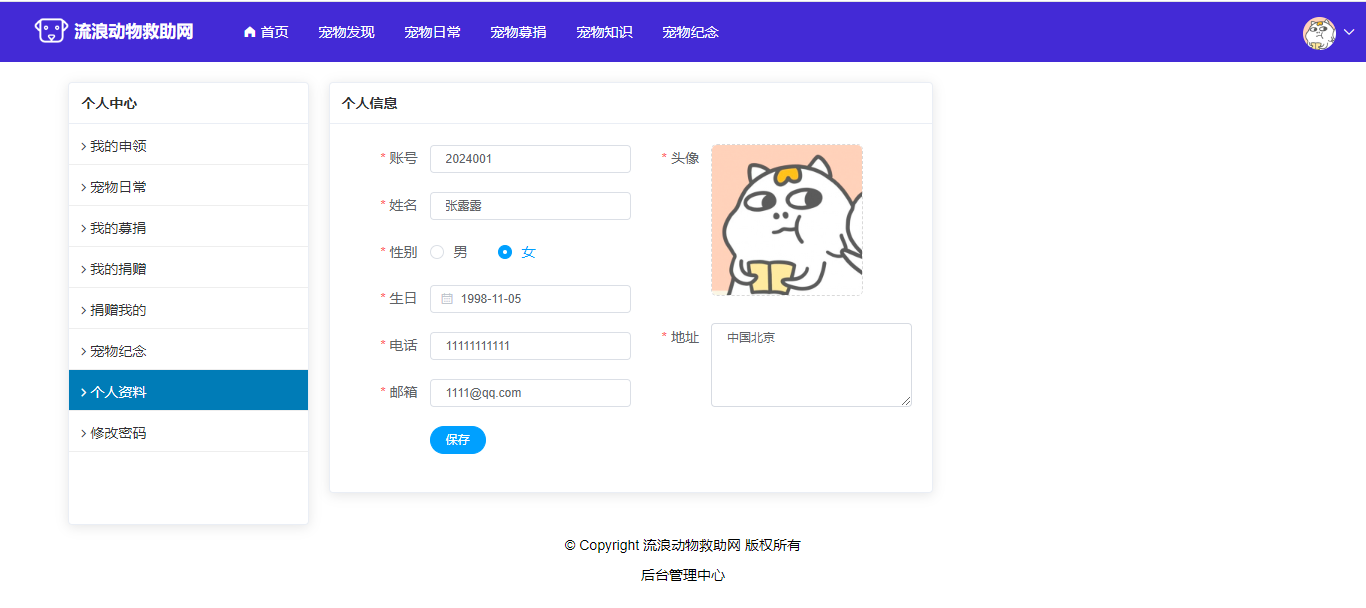 流浪动物救助网 首页 宠物发现 宠物日常 宠物募捐 宠物知识 宠物纪念
个人中心
> 我的申领
> 宠物日常
> 我的募捐
> 我的捐赠
> 捐赠我的
> 宠物纪念
> 个人资料
> 修改密码
个人信息
* 账号 2024001
* 姓名 张露露
* 性别 男 女
* 生日 1998-11-05
* 电话 11111111111
* 邮箱 1111@qq.com
保存
* 头像
* 地址 中国北京
© Copyright 流浪动物救助网 版权所有
后台管理中心